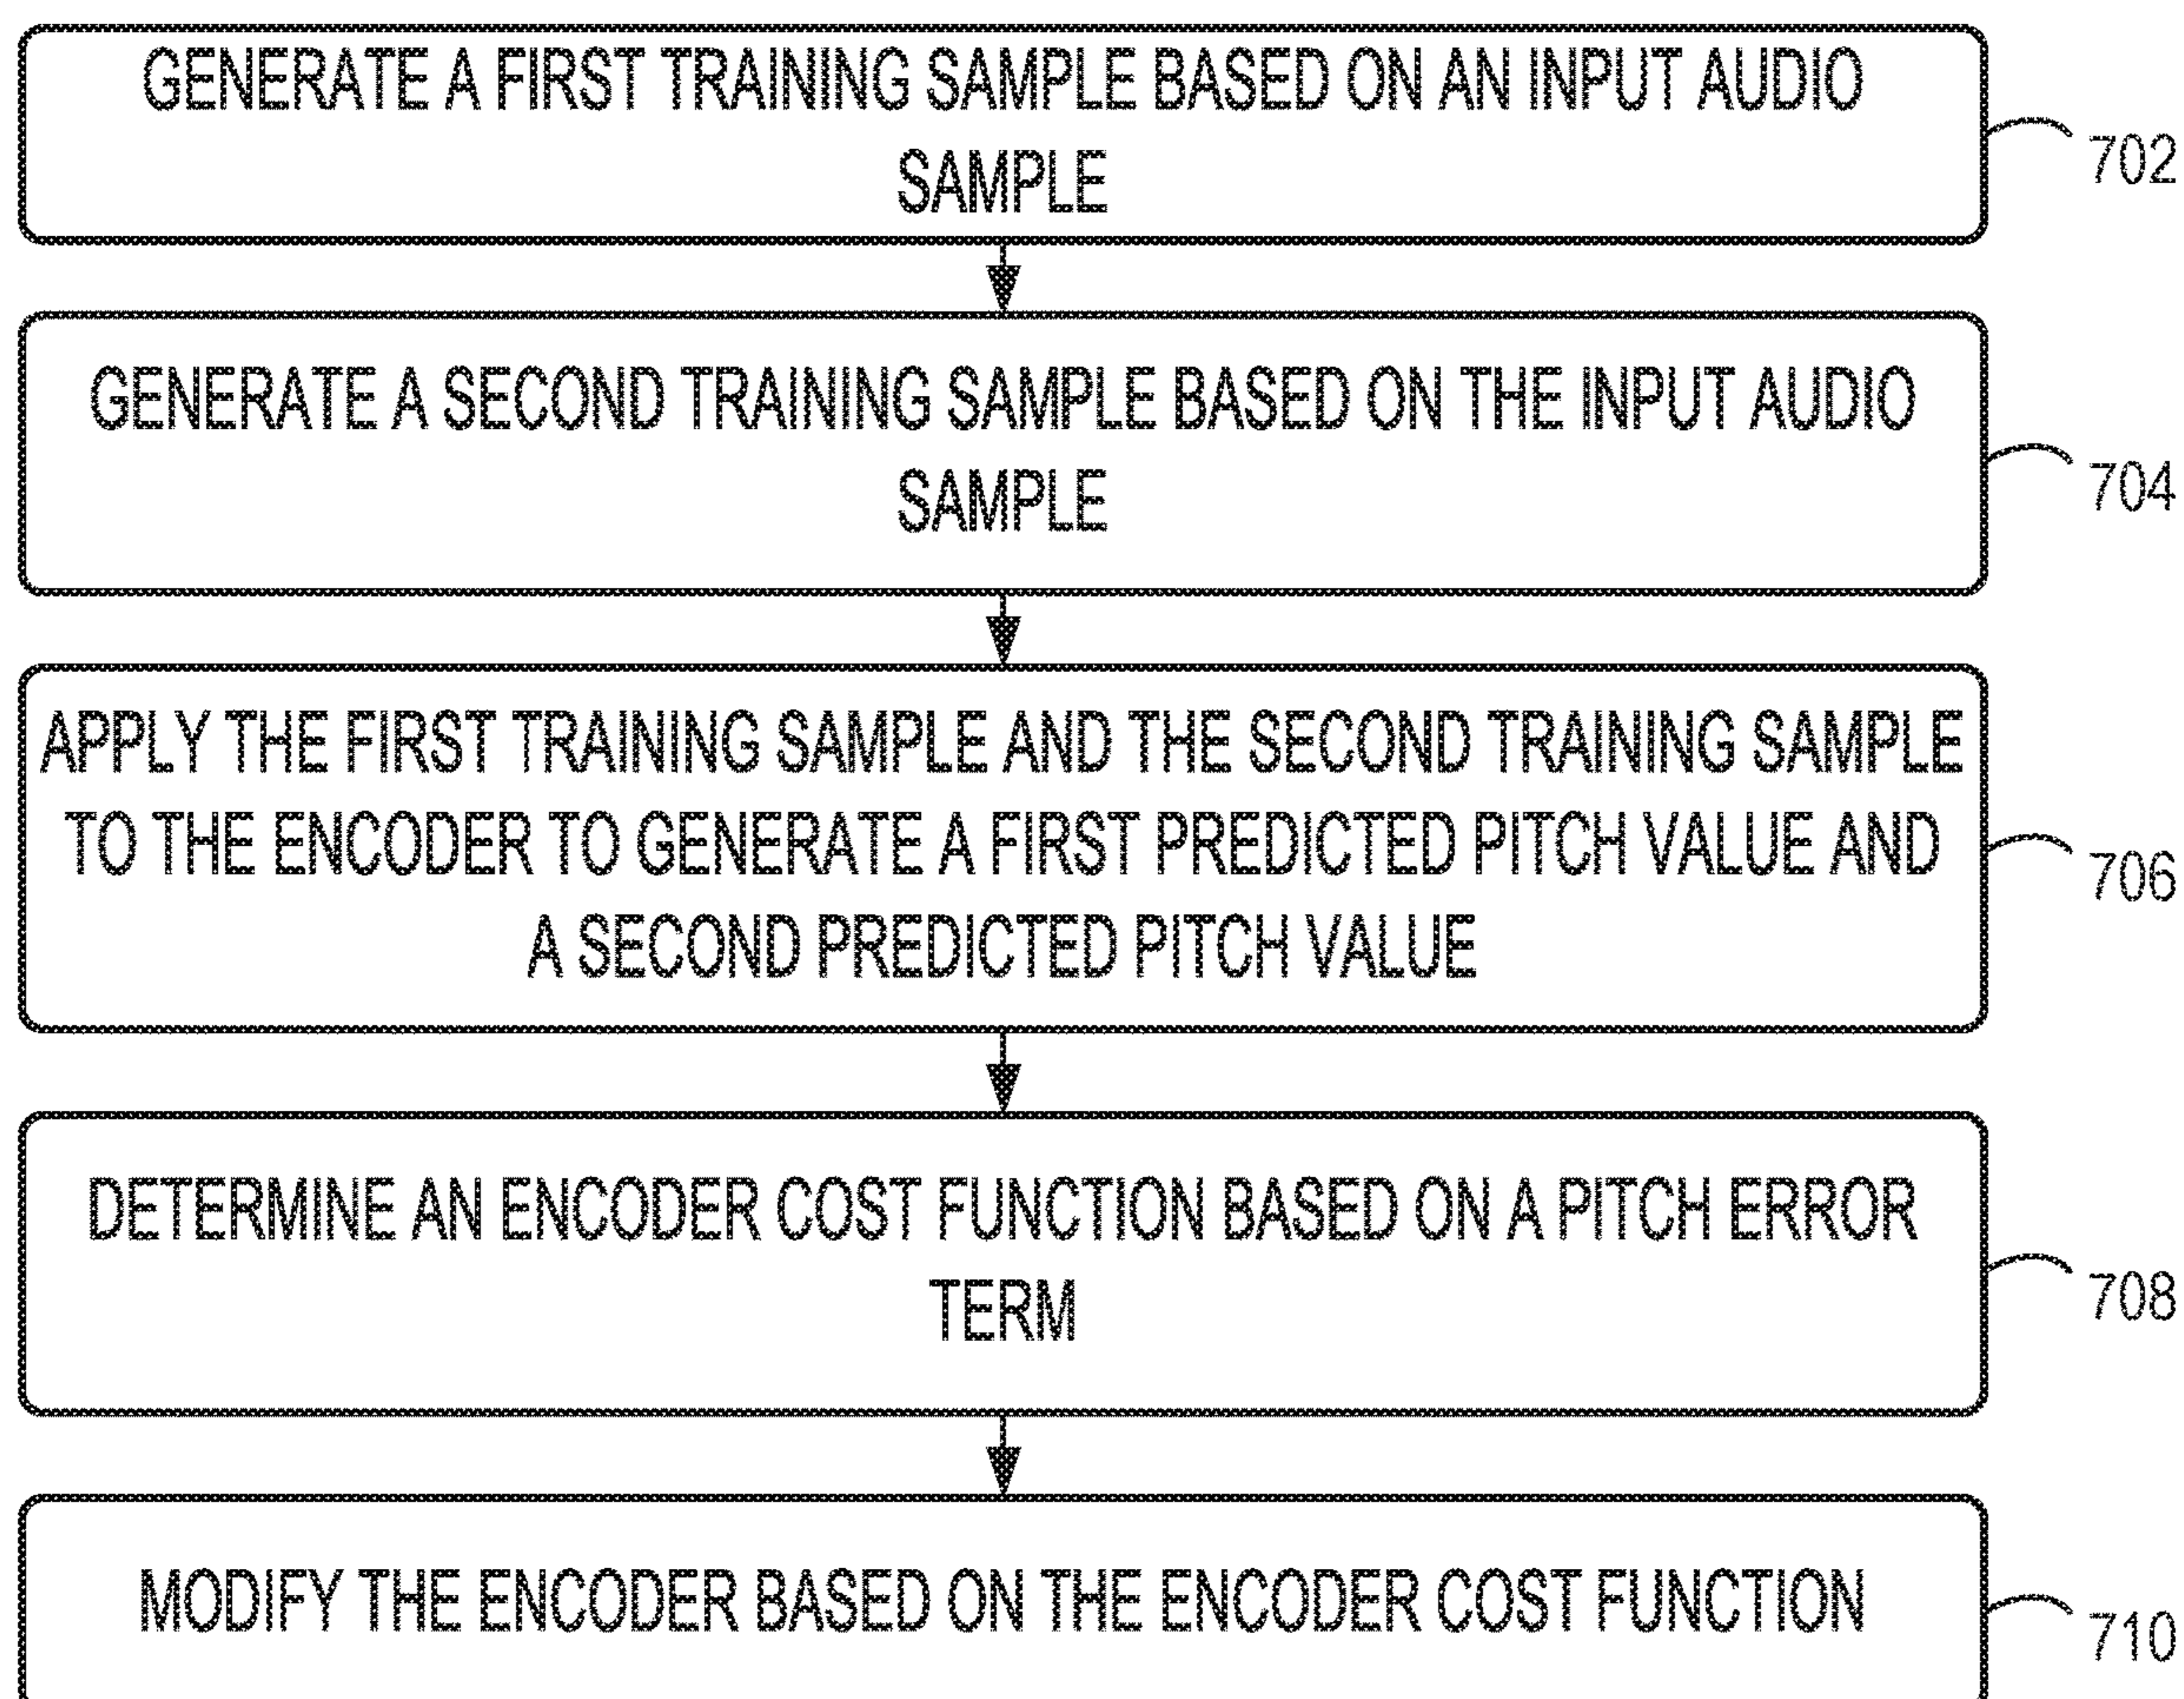 GENERATE A FIRST TRAINING SAMPLE BASED ON AN INPUT AUDIO
SAMPLE
702
GENERATE A SECOND TRAINING SAMPLE BASED ON THE INPUT AUDIO
SAMPLE
704
APPLY THE FIRST TRAINING SAMPLE AND THE SECOND TRAINING SAMPLE
TO THE ENCODER TO GENERATE A FIRST PREDICTED PITCH VALUE AND
A SECOND PREDICTED PITCH VALUE
706
DETERMINE AN ENCODER COST FUNCTION BASED ON A PITCH ERROR
TERM
708
MODIFY THE ENCODER BASED ON THE ENCODER COST FUNCTION
710